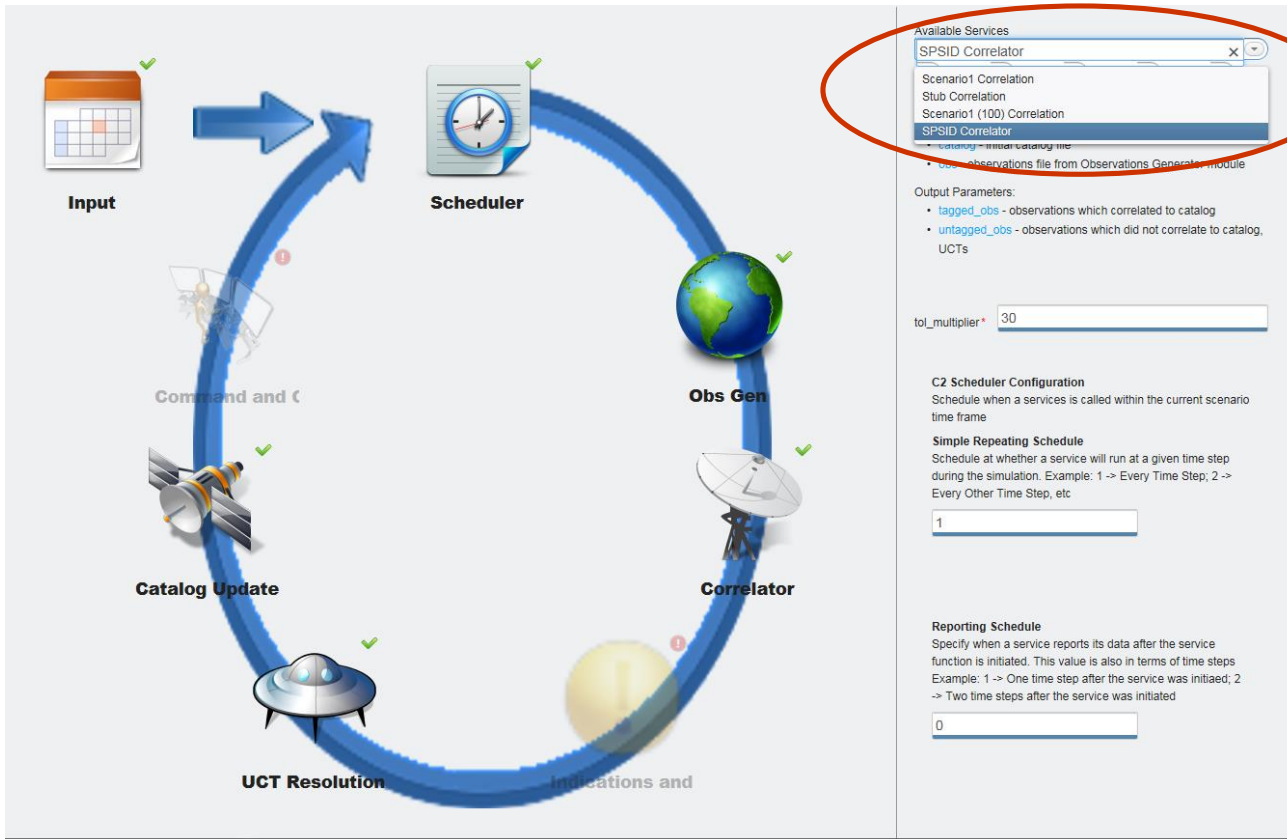 Input
Scheduler
Command and C
Obs Gen
Catalog Update
Correlator
UCT Resolution
Indications and
Available Services
SPSID Correlator
Scenario1 Correlation
Stub Correlation
Scenario1 (100) Correlation
SPSID Correlator
• catalog - initial catalog file
• obs - observations file from Observations Generator module
Output Parameters:
• tagged_obs - observations which correlated to catalog
• untagged_obs - observations which did not correlate to catalog,
UCTs
tol_multiplier*
30
C2 Scheduler Configuration
Schedule when a services is called within the current scenario
time frame
Simple Repeating Schedule
Schedule at whether a service will run at a given time step
during the simulation. Example: 1 -> Every Time Step; 2 ->
Every Other Time Step, etc
1
Reporting Schedule
Specify when a service reports its data after the service
function is initiated. This value is also in terms of time steps
Example: 1 -> One time step after the service was initiaed; 2
-> Two time steps after the service was initiated
0